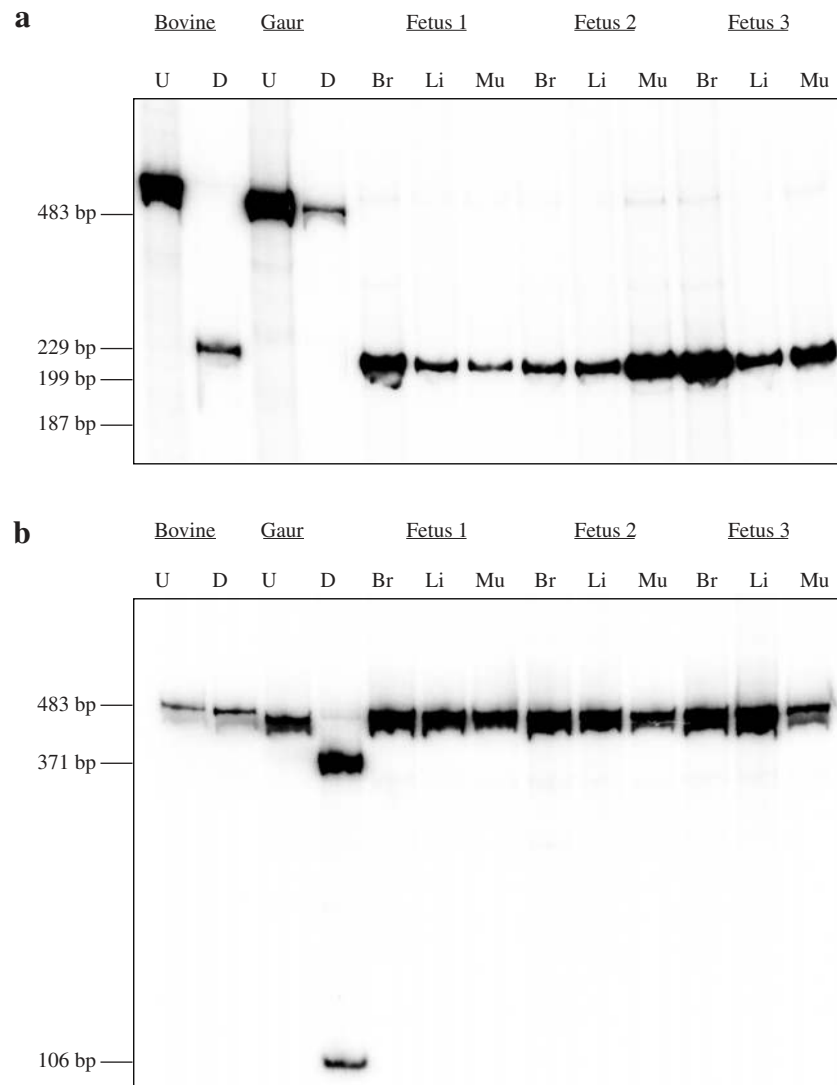 a
Bovine Gaur Fetus 1 Fetus 2 Fetus 3
U D U D Br Li Mu Br Li Mu Br Li Mu
483 bp
229 bp
199 bp
187 bp
b
Bovine Gaur Fetus 1 Fetus 2 Fetus 3
U D U D Br Li Mu Br Li Mu Br Li Mu
483 bp
371 bp
106 bp